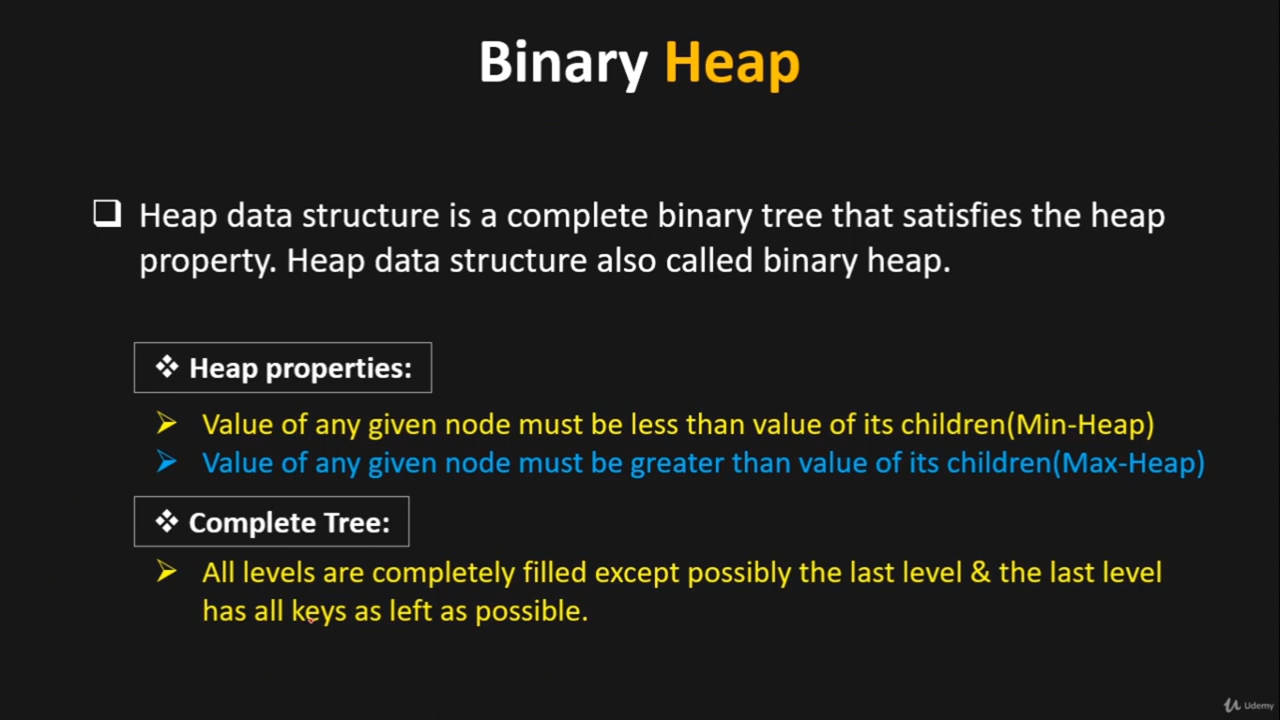 Binary Heap
Heap data structure is a complete binary tree that satisfies the heap
property. Heap data structure also called binary heap.
Heap properties:
Value of any given node must be less than value of its children(Min-Heap)
Value of any given node must be greater than value of its children(Max-Heap)
Complete Tree:
All levels are completely filled except possibly the last level & the last level
has all keys as left as possible.
Udemy